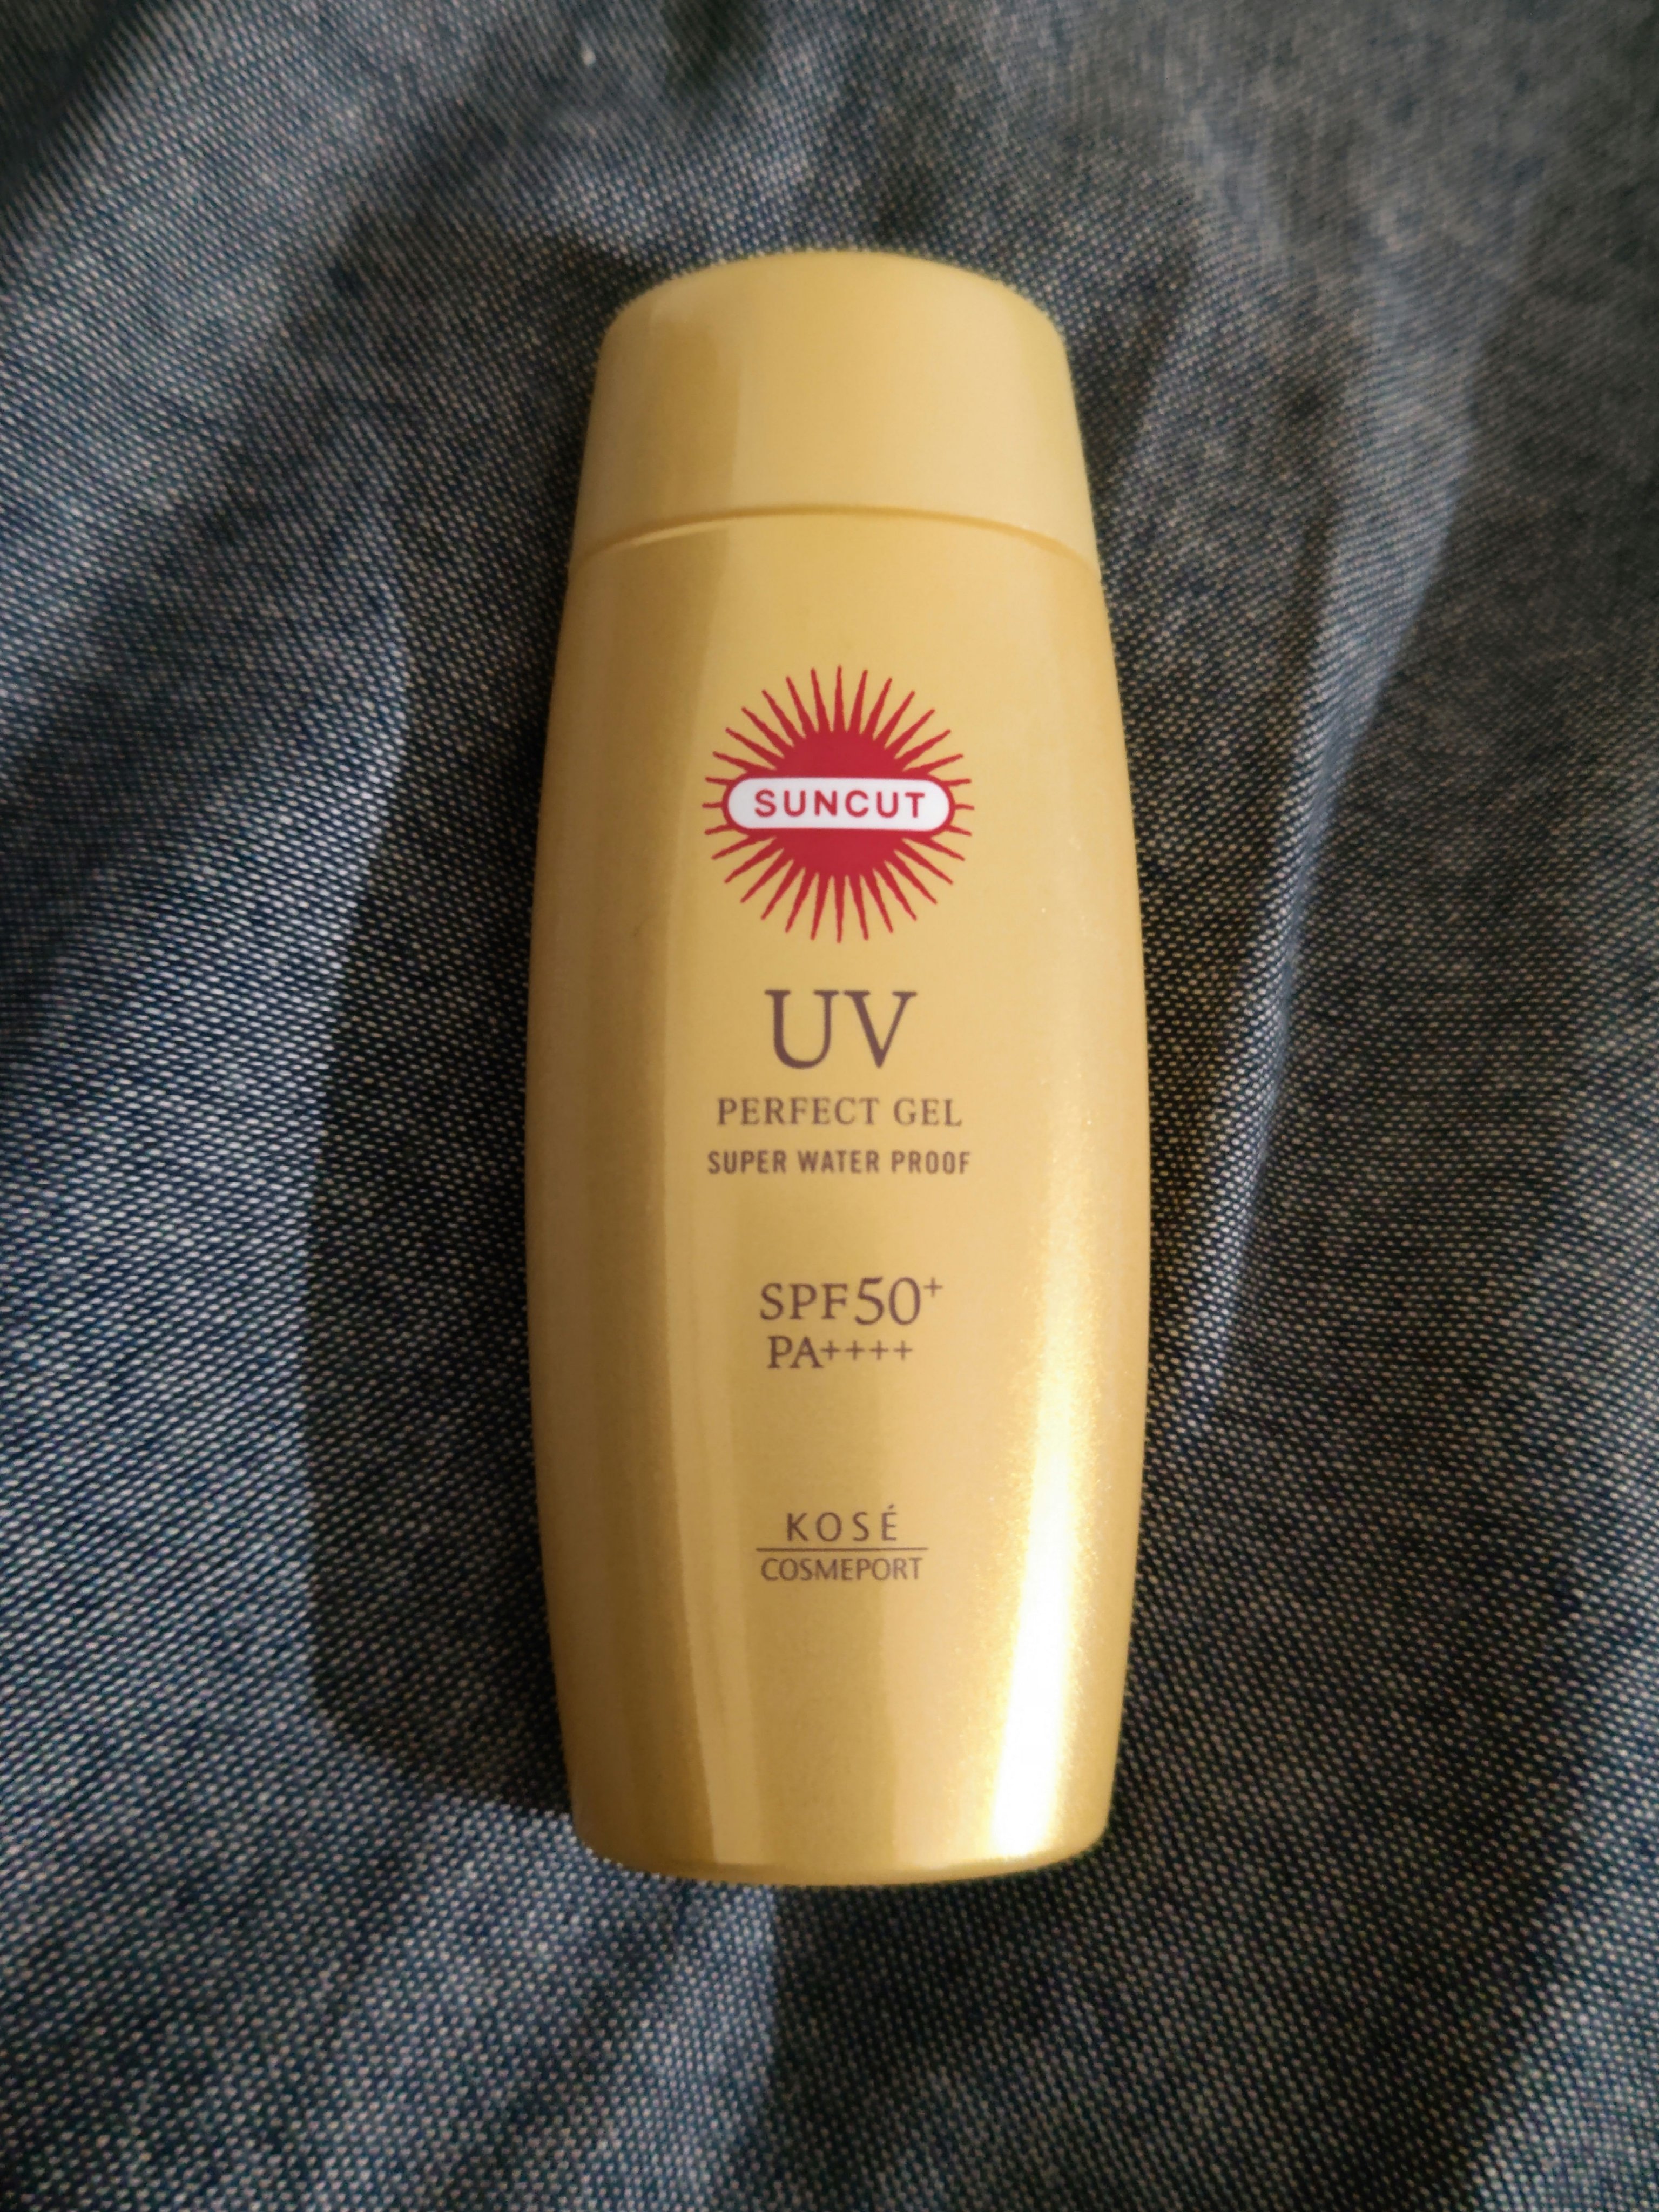 SUNCUT
UV
PERFECT GEL
SUPER WATER PROOF
SPF50+
PA++++
KOSÉ
COSMEPORT